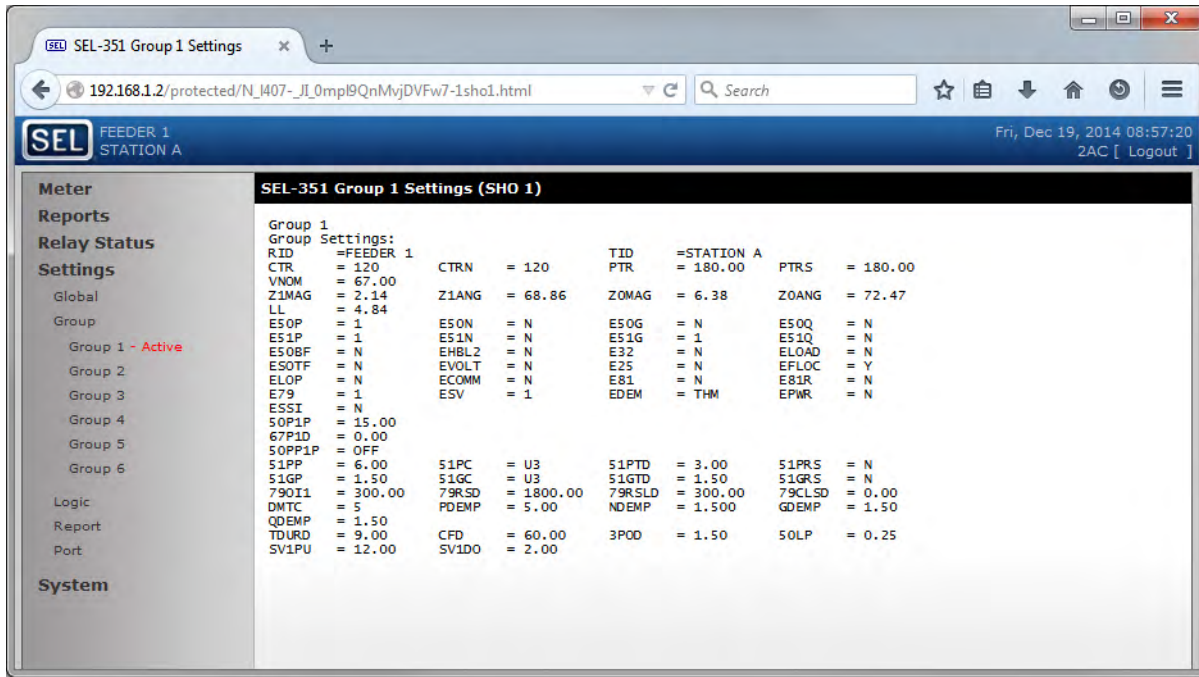 SEL SEL-351 Group 1 Settings × +
192.168.1.2/protected/N_I407-_JI_0mpI9QnMvjDVFw7-1sho1.html Search
SEL FEEDER 1
STATION A
Fri, Dec 19, 2014 08:57:20
2AC [ Logout ]
Meter
Reports
Relay Status
Settings
Global
Group
Group 1 - Active
Group 2
Group 3
Group 4
Group 5
Group 6
Logic
Report
Port
System
SEL-351 Group 1 Settings (SHO 1)
Group 1
Group Settings:
RID =FEEDER 1 TID =STATION A
CTR = 120 CTRN = 120 PTR = 180.00 PTRS = 180.00
VNOM = 67.00
Z1MAG = 2.14 Z1ANG = 68.86 Z0MAG = 6.38 Z0ANG = 72.47
LL = 4.84
E50P = 1 E50N = N E50G = N E50Q = N
E51P = 1 E51N = N E51G = 1 E51Q = N
E50BF = N EHBL2 = N E32 = N ELOAD = N
ESOTF = N EVOLT = N E25 = N EFLOC = Y
ELOP = N ECOMM = N E81 = N E81R = N
E79 = 1 ESV = 1 EDEM = THM EPWR = N
ESSI = N
50P1P = 15.00
67P1D = 0.00
50PP1P = OFF
51PP = 6.00 51PC = U3 51PTD = 3.00 51PRS = N
51GP = 1.50 51GC = U3 51GTD = 1.50 51GRS = N
79OI1 = 300.00 79RSD = 1800.00 79RSLD = 300.00 79CLSD = 0.00
DMTC = 5 PDEMP = 5.00 NDEMP = 1.500 GDEMP = 1.50
QDEMP = 1.50
TDURD = 9.00 CFD = 60.00 3POD = 1.50 50LP = 0.25
SV1PU = 12.00 SV1DO = 2.00